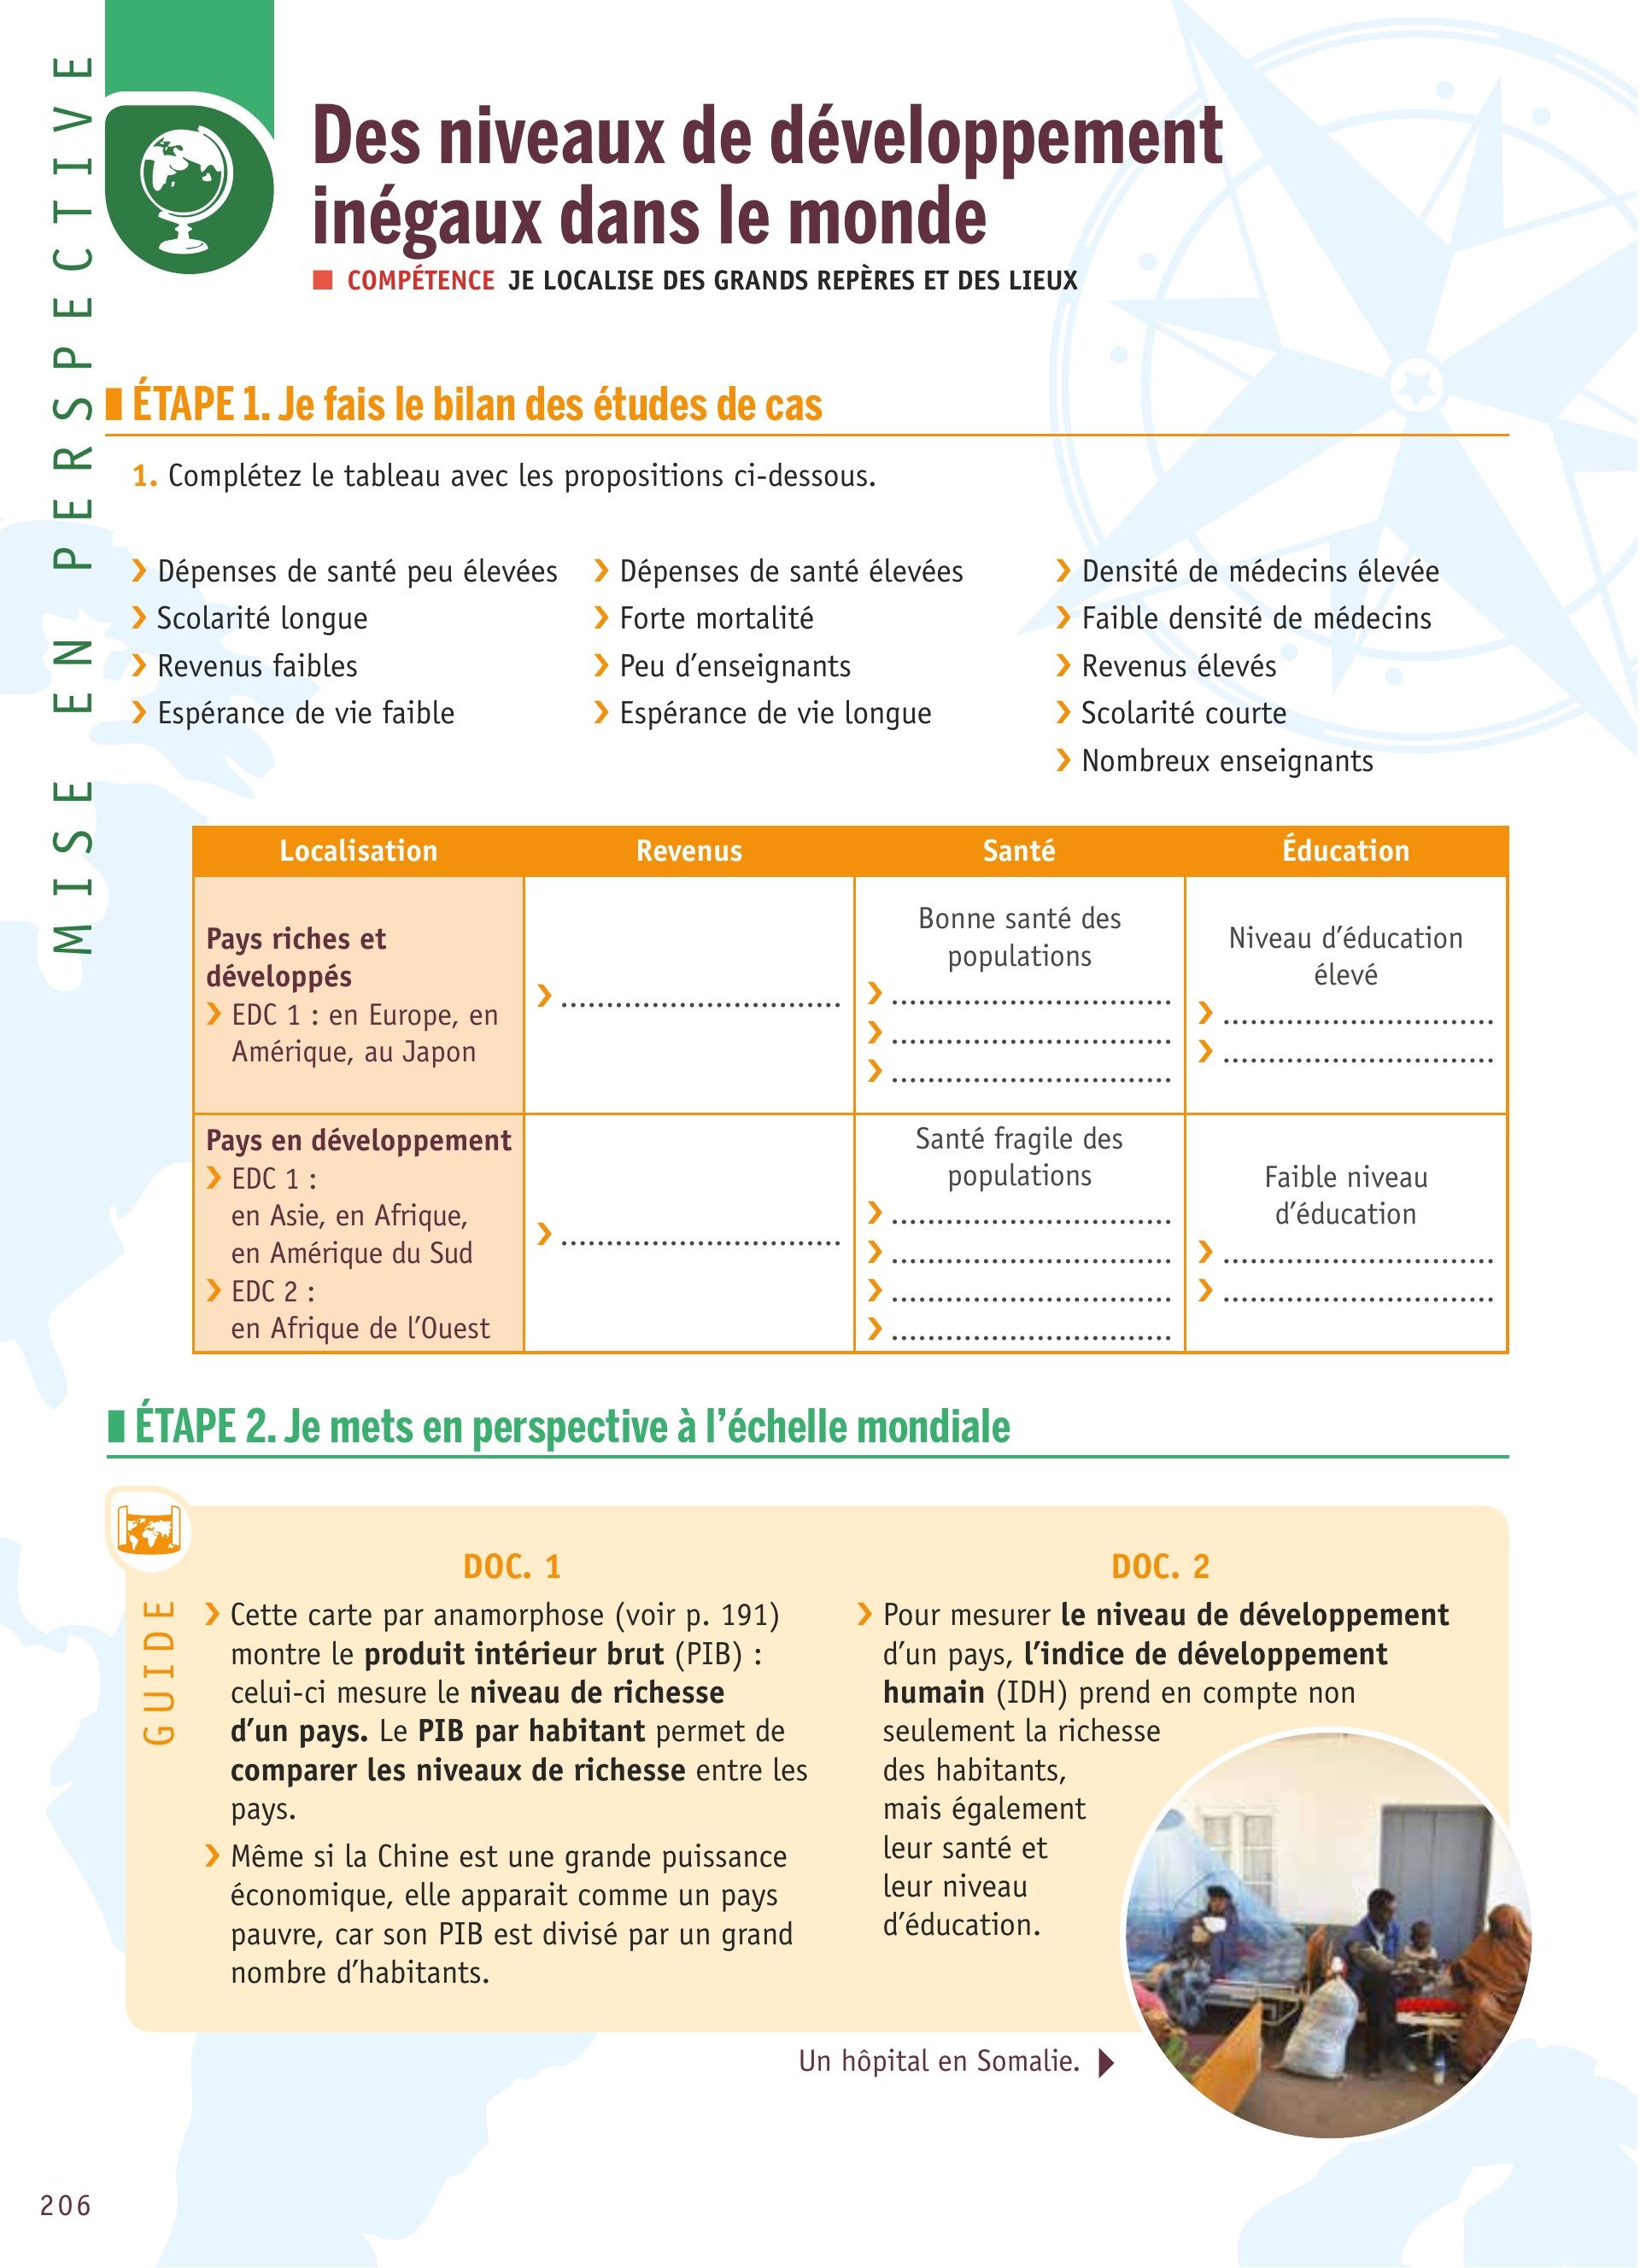 MISE EN PERSPECTIVE
Des niveaux de développement
inégaux dans le monde
COMPÉTENCE JE LOCALISE DES GRANDS REPÈRES ET DES LIEUX
ÉTAPE 1. Je fais le bilan des études de cas
1. Complétez le tableau avec les propositions ci-dessous.
› Dépenses de santé peu élevées
› Scolarité longue
› Revenus faibles
› Espérance de vie faible
› Dépenses de santé élevées
› Forte mortalité
› Peu d’enseignants
› Espérance de vie longue
› Densité de médecins élevée
› Faible densité de médecins
› Revenus élevés
› Scolarité courte
› Nombreux enseignants
Localisation Revenus Santé Éducation
Pays riches et
développés
› EDC 1 : en Europe, en
Amérique, au Japon
› ...............................
Bonne santé des
populations
› ...............................
› ...............................
› ...............................
Niveau d’éducation
élevé
› ..............................
› ..............................
Pays en développement
› EDC 1 :
en Asie, en Afrique,
en Amérique du Sud
› EDC 2 :
en Afrique de l’Ouest
› ...............................
Santé fragile des
populations
› ...............................
› ...............................
› ...............................
› ...............................
Faible niveau
d’éducation
› ..............................
› ..............................
ÉTAPE 2. Je mets en perspective à l’échelle mondiale
GUIDE
DOC. 1
› Cette carte par anamorphose (voir p. 191)
montre le produit intérieur brut (PIB) :
celui-ci mesure le niveau de richesse
d’un pays. Le PIB par habitant permet de
comparer les niveaux de richesse entre les
pays.
› Même si la Chine est une grande puissance
économique, elle apparait comme un pays
pauvre, car son PIB est divisé par un grand
nombre d’habitants.
DOC. 2
› Pour mesurer le niveau de développement
d’un pays, l’indice de développement
humain (IDH) prend en compte non
seulement la richesse
des habitants,
mais également
leur santé et
leur niveau
d’éducation.
Un hôpital en Somalie.
206